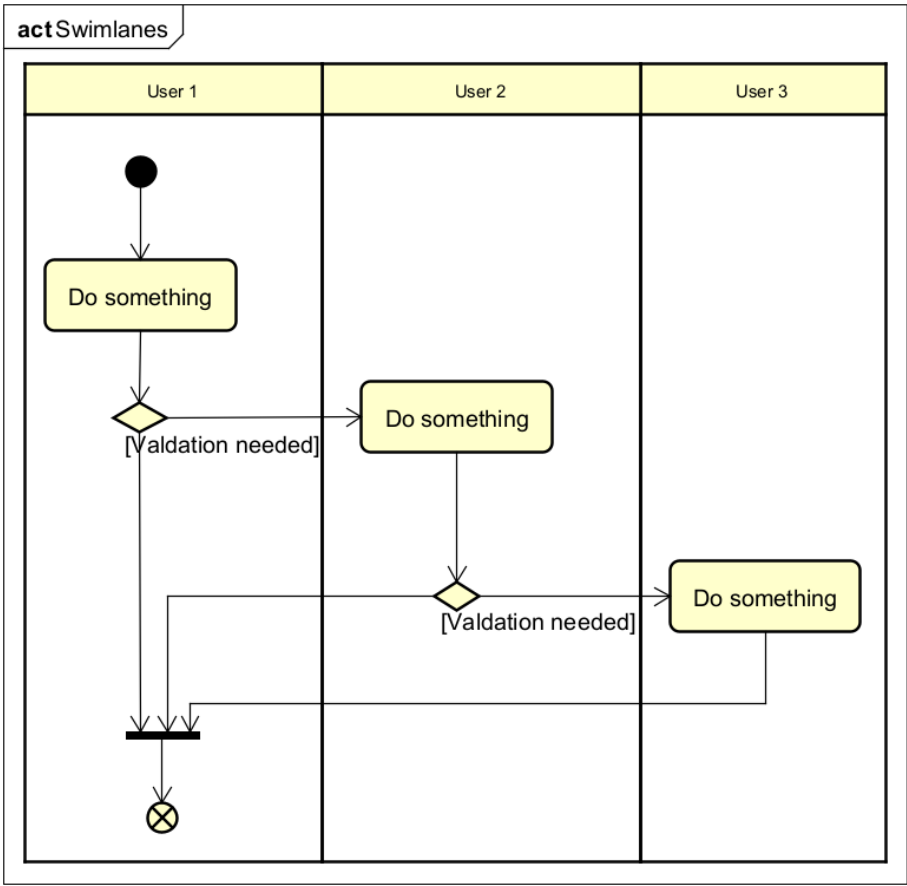 act Swimlanes
User 1
User 2
User 3
Do something
Do something
[Valdation needed]
Do something
[Valdation needed]